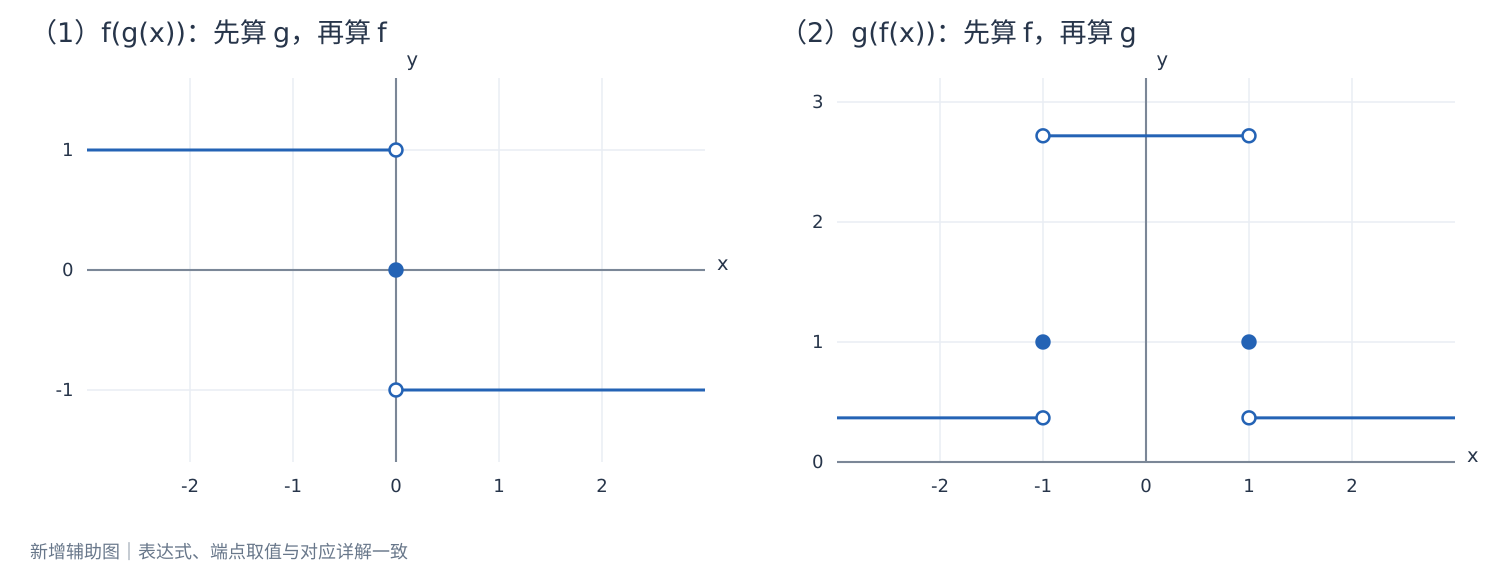 （1）f(g(x))：先算 g，再算 f
y
1
0
x
-1
-2 -1 0 1 2
（2）g(f(x))：先算 f，再算 g
y
3
2
1
0
x
-2 -1 0 1 2
新增辅助图｜表达式、端点取值与对应详解一致